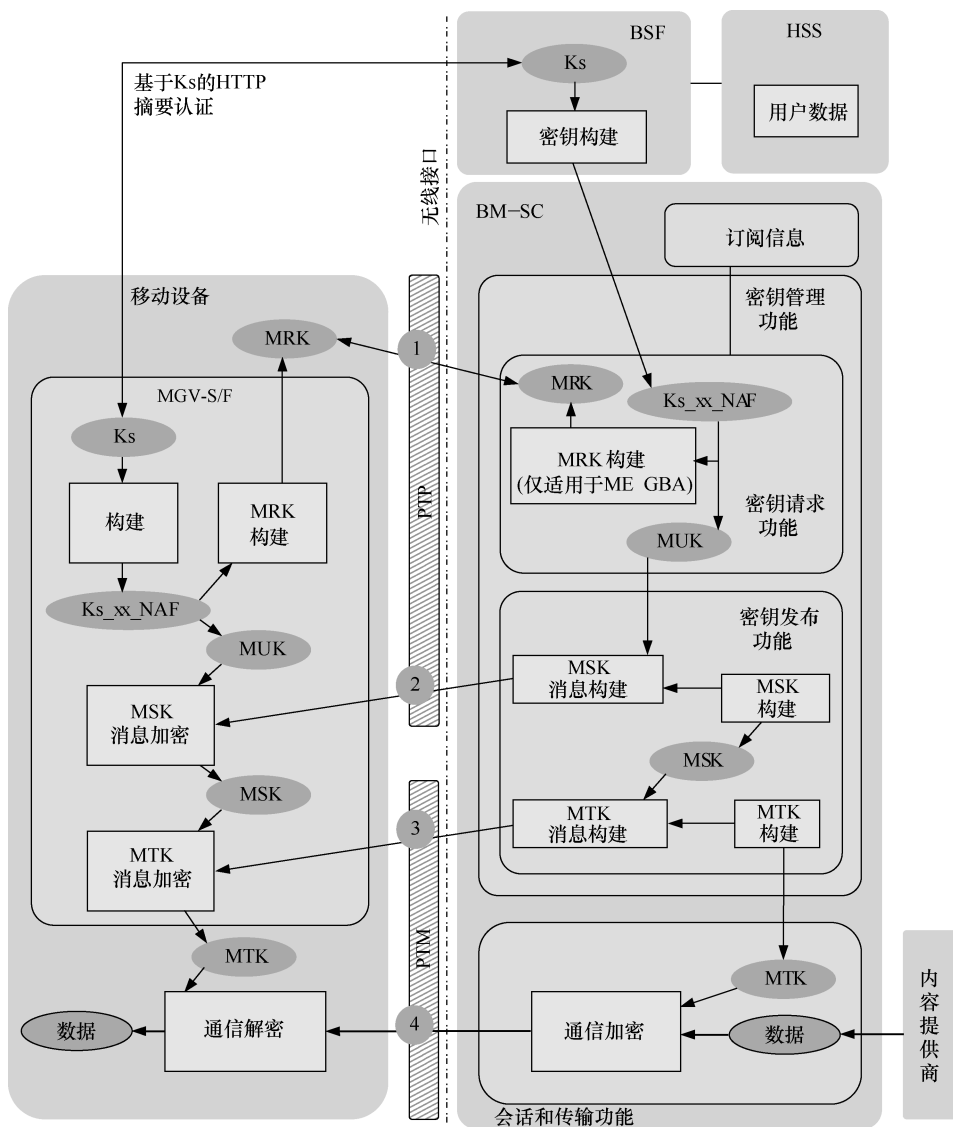 BSF
HSS
Ks
基于Ks的HTTP
摘要认证
用户数据
密钥构建
无线接口
BM−SC
订阅信息
移动设备
密钥管理
功能
MRK
1
MRK
Ks_xx_NAF
MGV-S/F
Ks
MRK 构建
(仅适用于ME GBA)
构建
MRK
构建
PTP
密钥请求
功能
MUK
Ks_xx_NAF
密钥发布
功能
MUK
2
MSK
消息构建
MSK
构建
MSK
消息加密
MSK
MSK
3
MTK
消息构建
MTK
构建
MTK
消息加密
PTM
MTK
MTK
数据
通信解密
4
通信加密
数据
内容提供商
会话和传输功能